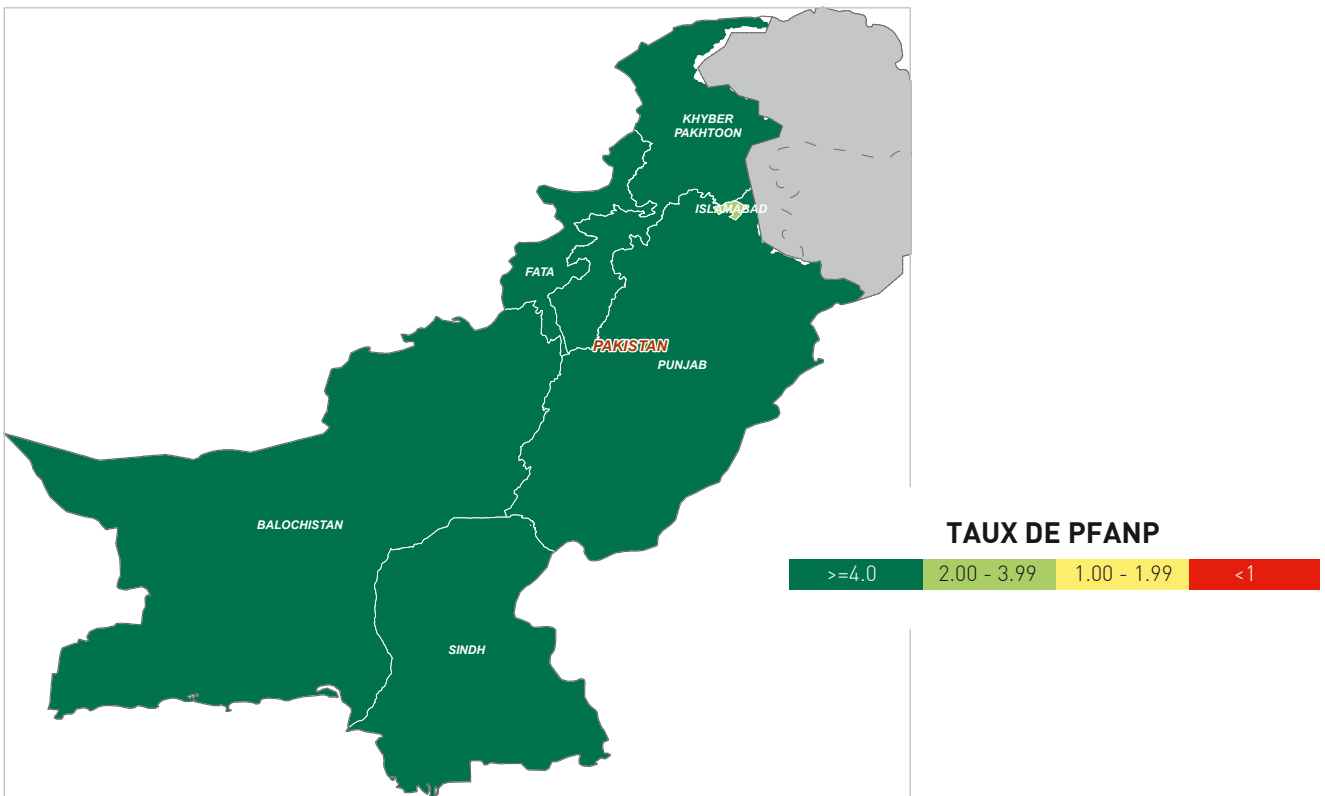 KHYBER
PAKHTOON
ISLAMABAD
FATA
PAKISTAN
PUNJAB
BALOCHISTAN
SINDH
TAUX DE PFANP
>=4.0 2.00 - 3.99 1.00 - 1.99 <1